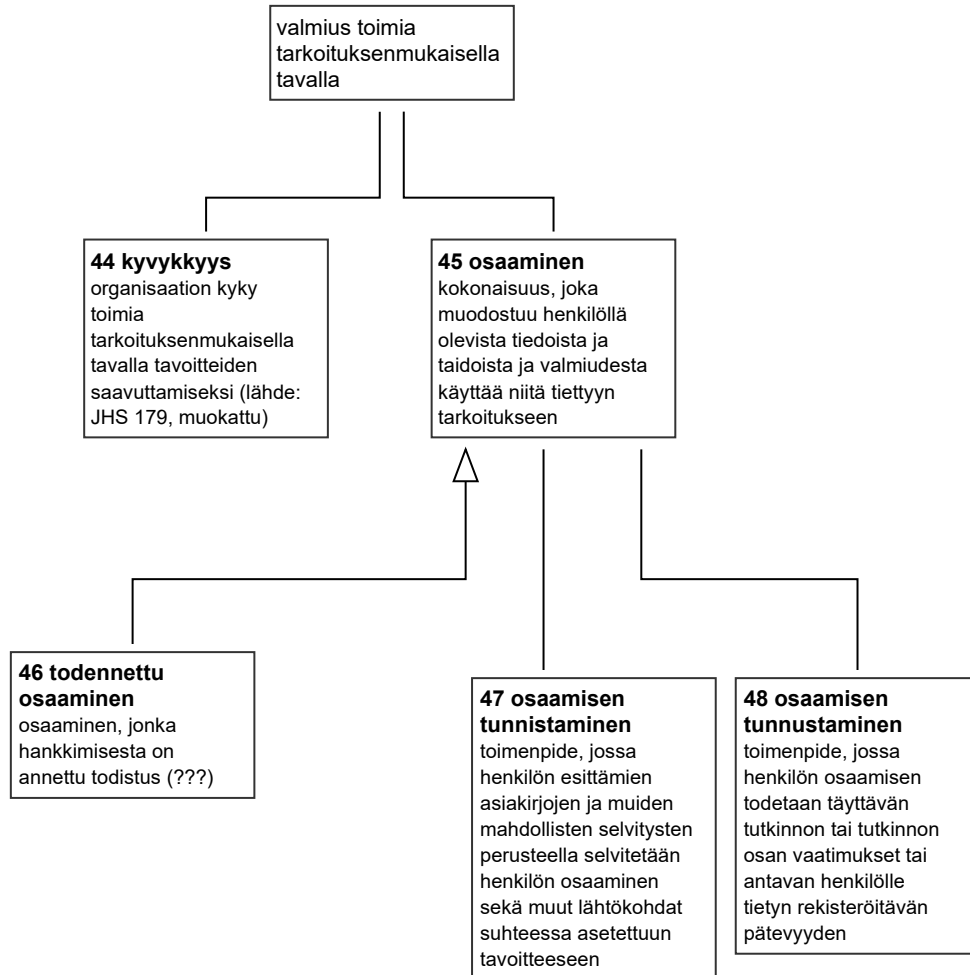 valmius toimia
tarkoituksenmukaisella
tavalla
44 kyvykkyys
organisaation kyky
toimia
tarkoituksenmukaisella
tavalla tavoitteiden
saavuttamiseksi (lähde:
JHS 179, muokattu)
45 osaaminen
kokonaisuus, joka
muodostuu henkilöllä
olevista tiedoista ja
taidoista ja valmiudesta
käyttää niitä tiettyyn
tarkoitukseen
46 todennettu
osaaminen
osaaminen, jonka
hankkimisesta on
annettu todistus (???)
47 osaamisen
tunnistaminen
toimenpide, jossa
henkilön esittämien
asiakirjojen ja muiden
mahdollisten selvitysten
perusteella selvitetään
henkilön osaaminen
sekä muut lähtökohdat
suhteessa asetettuun
tavoitteeseen
48 osaamisen
tunnustaminen
toimenpide, jossa
henkilön osaamisen
todetaan täyttävän
tutkinnon tai tutkinnon
osan vaatimukset tai
antavan henkilölle
tietyn rekisteröitävän
pätevyyden